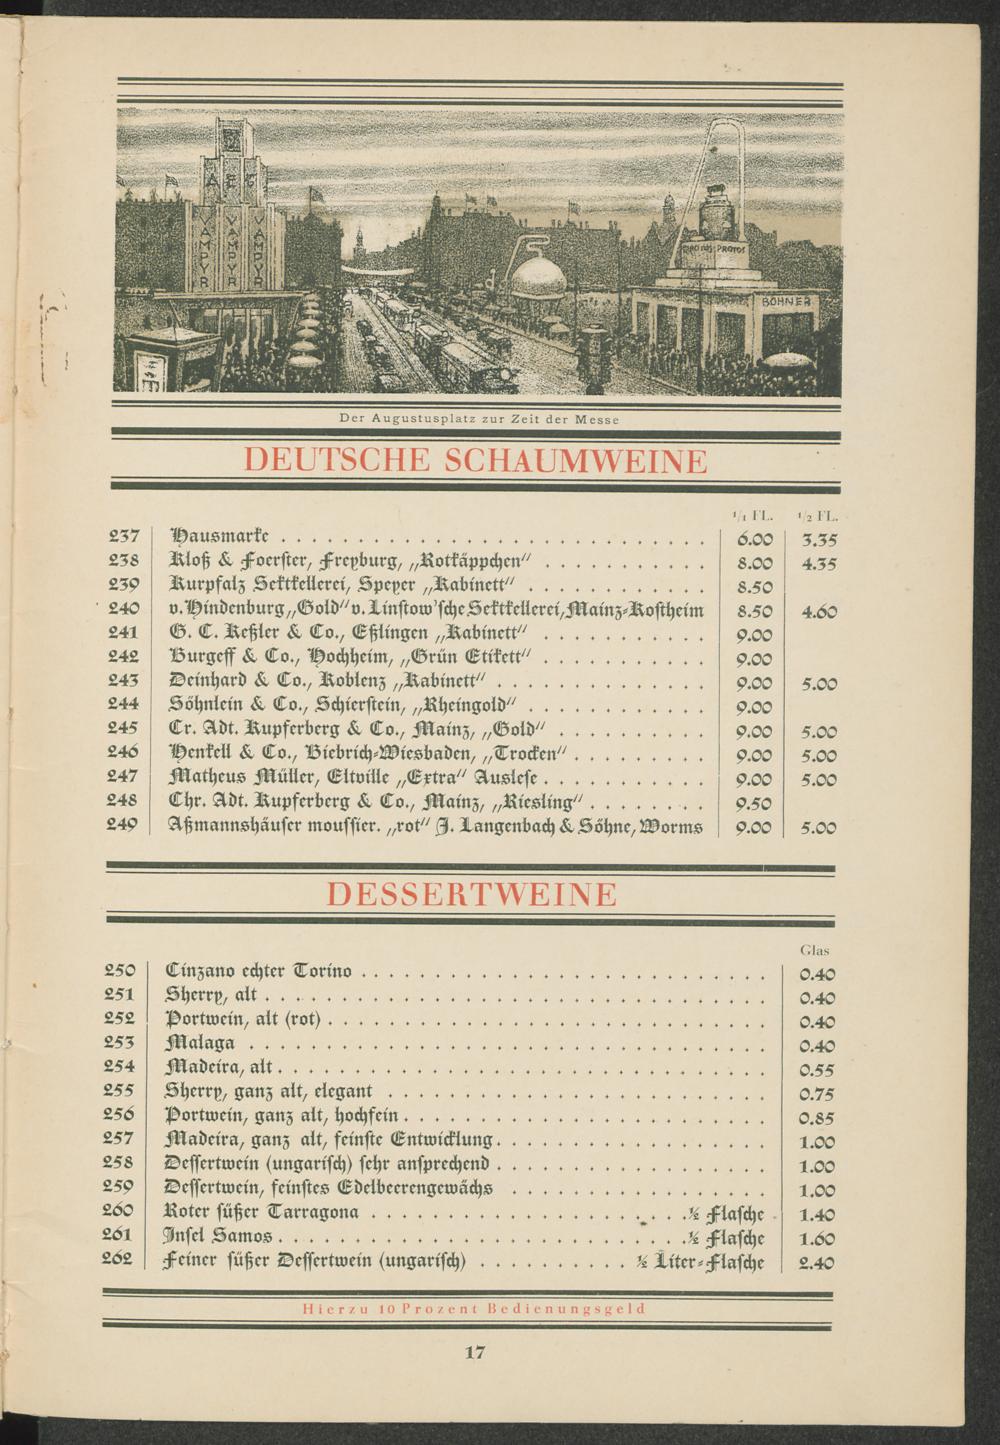 AEG
VAMPYR VAMPYR VAMPYR
PROTOS PROTOS
BOHNER
Der Augustusplatz zur Zeit der Messe
DEUTSCHE SCHAUMWEINE
1/1 FL. 1/2 FL.
237 Hausmarke . . . . . 6.00 3.35
238 Kloß & Foerster, Freyburg, „Rotkäppchen“ . . . . . 8.00 4.35
239 Kurpfalz Sektkellerei, Speyer „Kabinett“ . . . . . 8.50
240 v. Hindenburg „Gold“ v. Linstow'sche Sektkellerei, Mainz-Kostheim 8.50 4.60
241 G. C. Keßler & Co., Eßlingen „Kabinett“ . . . . . 9.00
242 Burgeff & Co., Hochheim, „Grün Etikett“ . . . . . 9.00
243 Deinhard & Co., Koblenz „Kabinett“ . . . . . 9.00 5.00
244 Söhnlein & Co., Schierstein, „Rheingold“ . . . . . 9.00
245 Cr. Adt. Kupferberg & Co., Mainz, „Gold“ . . . . . 9.00 5.00
246 Henkell & Co., Biebrich-Wiesbaden, „Trocken“ . . . . . 9.00 5.00
247 Matheus Müller, Eltville „Extra“ Auslese . . . . . 9.00 5.00
248 Chr. Adt. Kupferberg & Co., Mainz, „Riesling“ . . . . . 9.50
249 Aßmannshäuser moussier. „rot“ J. Langenbach & Söhne, Worms 9.00 5.00
DESSERTWEINE
Glas
250 Cinzano echter Torino . . . . . 0.40
251 Sherry, alt . . . . . 0.40
252 Portwein, alt (rot) . . . . . 0.40
253 Malaga . . . . . 0.40
254 Madeira, alt . . . . . 0.55
255 Sherry, ganz alt, elegant . . . . . 0.75
256 Portwein, ganz alt, hochfein . . . . . 0.85
257 Madeira, ganz alt, feinste Entwicklung . . . . . 1.00
258 Dessertwein (ungarisch) sehr ansprechend . . . . . 1.00
259 Dessertwein, feinstes Edelbeerengewächs . . . . . 1.00
260 Roter süßer Tarragona . . . . . ½ Flasche 1.40
261 Insel Samos . . . . . ½ Flasche 1.60
262 Feiner süßer Dessertwein (ungarisch) . . . . . ½ Liter-Flasche 2.40
Hierzu 10 Prozent Bedienungsgeld
17